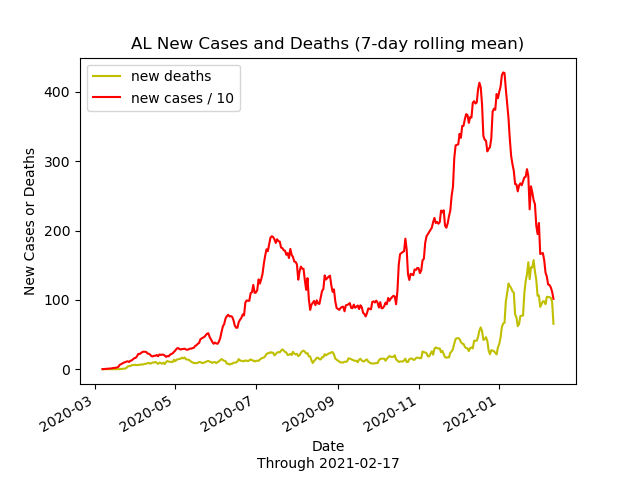 AL New Cases and Deaths (7-day rolling mean)
new deaths
new cases / 10
400
300
200
100
0
New Cases or Deaths
2020-03
2020-05
2020-07
2020-09
2020-11
2021-01
Date
Through 2021-02-17